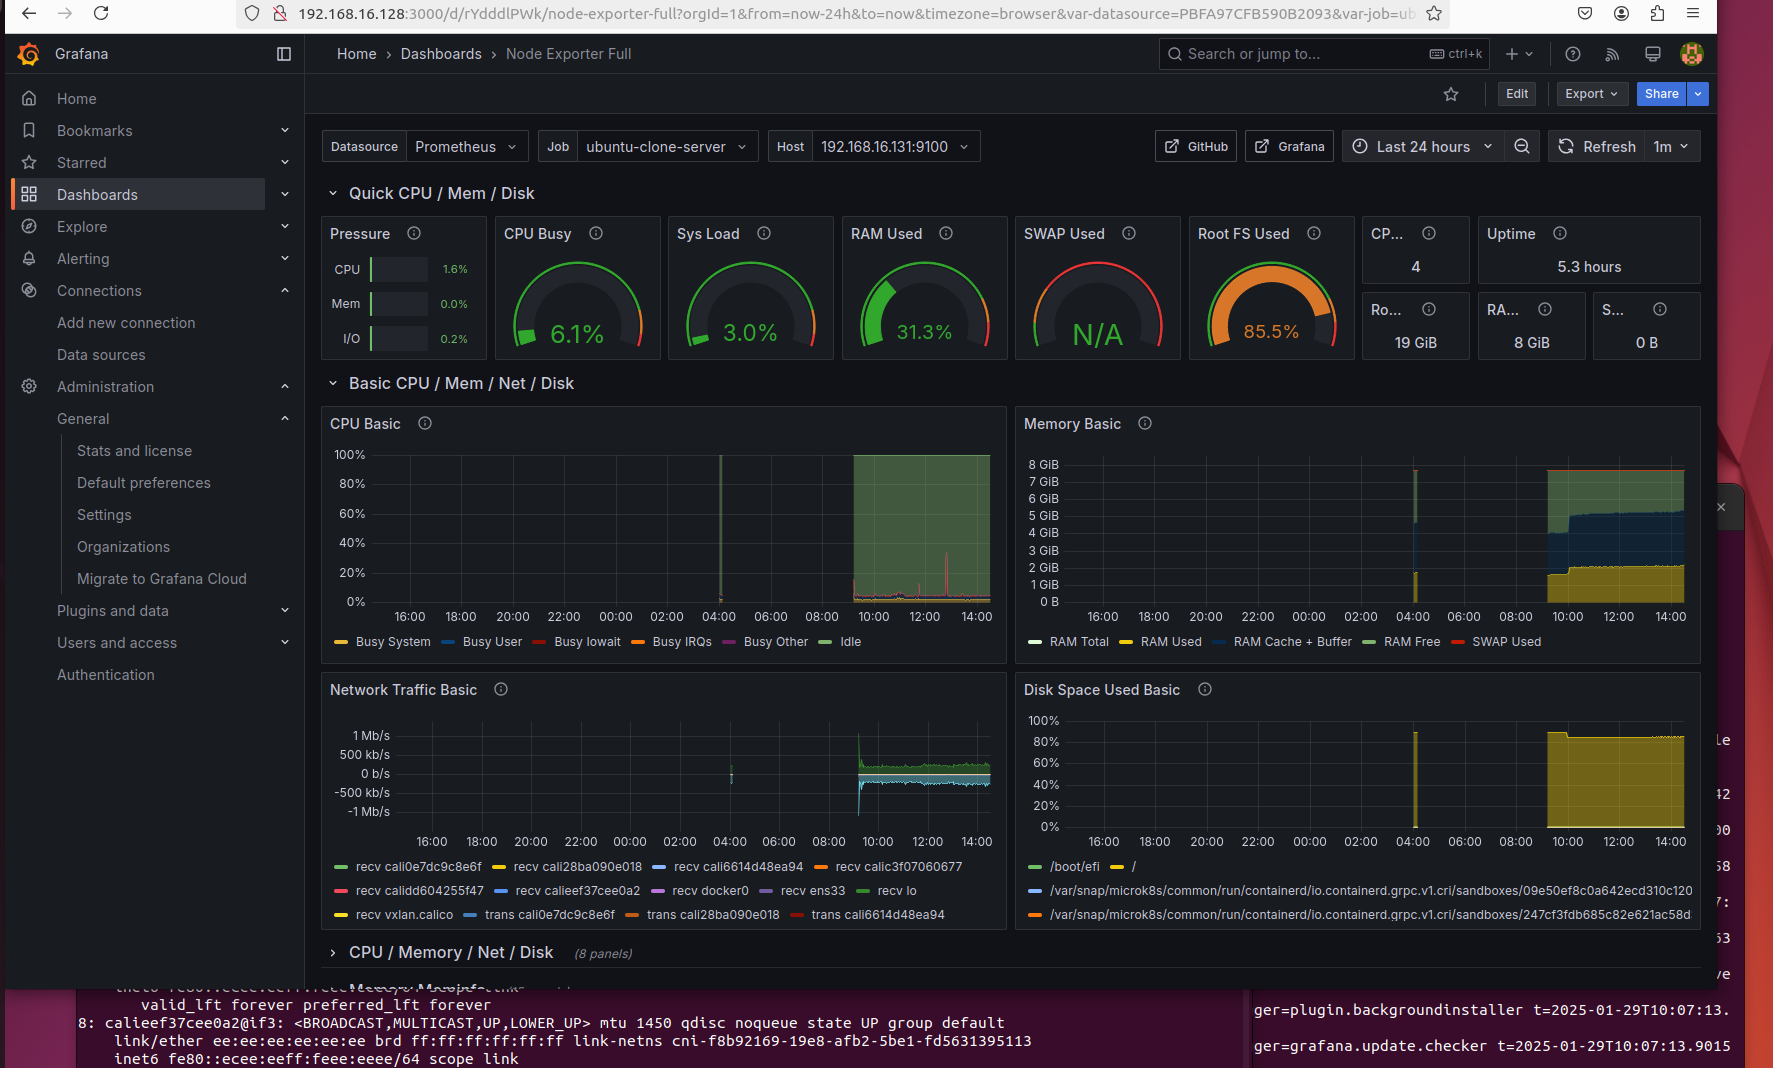 192.168.16.128:3000/d/rYdddlPWk/node-exporter-full?orgId=1&from=now-24h&to=now&timezone=browser&var-datasource=PBFA97CFB590B2093&var-job=ub
Grafana
Home › Dashboards › Node Exporter Full
Search or jump to...
ctrl+k
Edit
Export
Share
Home
Bookmarks
Starred
Dashboards
Explore
Alerting
Connections
Add new connection
Data sources
Administration
General
Stats and license
Default preferences
Settings
Organizations
Migrate to Grafana Cloud
Plugins and data
Users and access
Authentication
Datasource Prometheus Job ubuntu-clone-server Host 192.168.16.131:9100
GitHub Grafana Last 24 hours Refresh 1m
Quick CPU / Mem / Disk
Pressure
CPU 1.6%
Mem 0.0%
I/O 0.2%
CPU Busy
6.1%
Sys Load
3.0%
RAM Used
31.3%
SWAP Used
N/A
Root FS Used
85.5%
CP...
4
Uptime
5.3 hours
Ro...
19 GiB
RA...
8 GiB
S...
0 B
Basic CPU / Mem / Net / Disk
CPU Basic
100%
80%
60%
40%
20%
0%
16:00 18:00 20:00 22:00 00:00 02:00 04:00 06:00 08:00 10:00 12:00 14:00
Busy System Busy User Busy Iowait Busy IRQs Busy Other Idle
Memory Basic
8 GiB
7 GiB
6 GiB
5 GiB
4 GiB
3 GiB
2 GiB
1 GiB
0 B
16:00 18:00 20:00 22:00 00:00 02:00 04:00 06:00 08:00 10:00 12:00 14:00
RAM Total RAM Used RAM Cache + Buffer RAM Free SWAP Used
Network Traffic Basic
1 Mb/s
500 kb/s
0 b/s
-500 kb/s
-1 Mb/s
16:00 18:00 20:00 22:00 00:00 02:00 04:00 06:00 08:00 10:00 12:00 14:00
recv cali0e7dc9c8e6f recv cali28ba090e018 recv cali6614d48ea94 recv calic3f07060677
recv calidd604255f47 recv calieef37cee0a2 recv docker0 recv ens33 recv lo
recv vxlan.calico trans cali0e7dc9c8e6f trans cali28ba090e018 trans cali6614d48ea94
Disk Space Used Basic
100%
80%
60%
40%
20%
0%
16:00 18:00 20:00 22:00 00:00 02:00 04:00 06:00 08:00 10:00 12:00 14:00
/boot/efi /
/var/snap/microk8s/common/run/containerd/io.containerd.grpc.v1.cri/sandboxes/09e50ef8c0a642ecd310c120
/var/snap/microk8s/common/run/containerd/io.containerd.grpc.v1.cri/sandboxes/247cf3fdb685c82e621ac58d
CPU / Memory / Net / Disk (8 panels)
le
42
00
58
7:
53
ve
valid_lft forever preferred_lft forever
8: calieef37cee0a2@if3: <BROADCAST,MULTICAST,UP,LOWER_UP> mtu 1450 qdisc noqueue state UP group default
link/ether ee:ee:ee:ee:ee:ee brd ff:ff:ff:ff:ff:ff link-netns cni-f8b92169-19e8-afb2-5be1-fd5631395113
inet6 fe80::ecee:eeff:feee:eeee/64 scope link
ger=plugin.backgroundinstaller t=2025-01-29T10:07:13.
ger=grafana.update.checker t=2025-01-29T10:07:13.9015